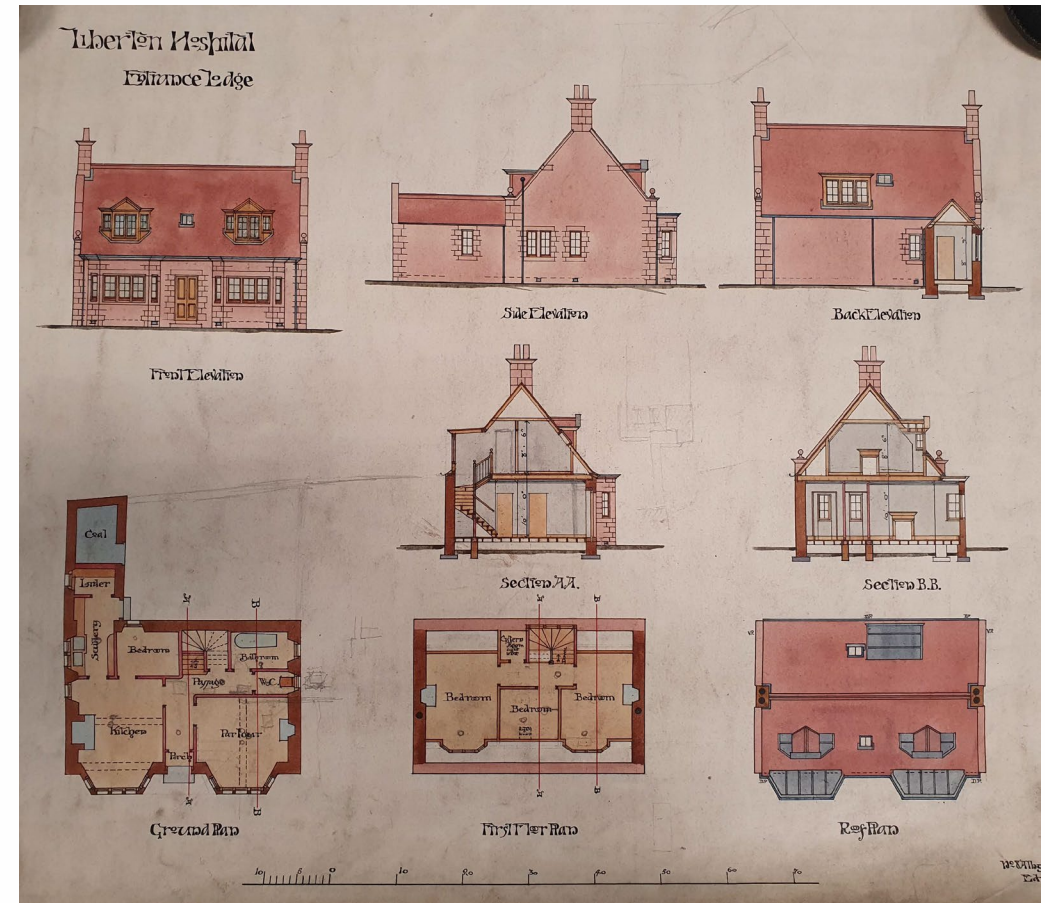 Liberton Hospital
Entrance Lodge
Front Elevation
Side Elevation
Back Elevation
Section A.A.
Section B.B.
Coal
Larder
Scullery
Bedroom
Bathroom
Passage
W.C.
Kitchen
Parlour
Porch
A
B
A
B
Ground Plan
Bedroom
Bedroom
Bedroom
A
B
A
B
First Floor Plan
Roof Plan
10 5 0 10 20 30 40 50 60 70